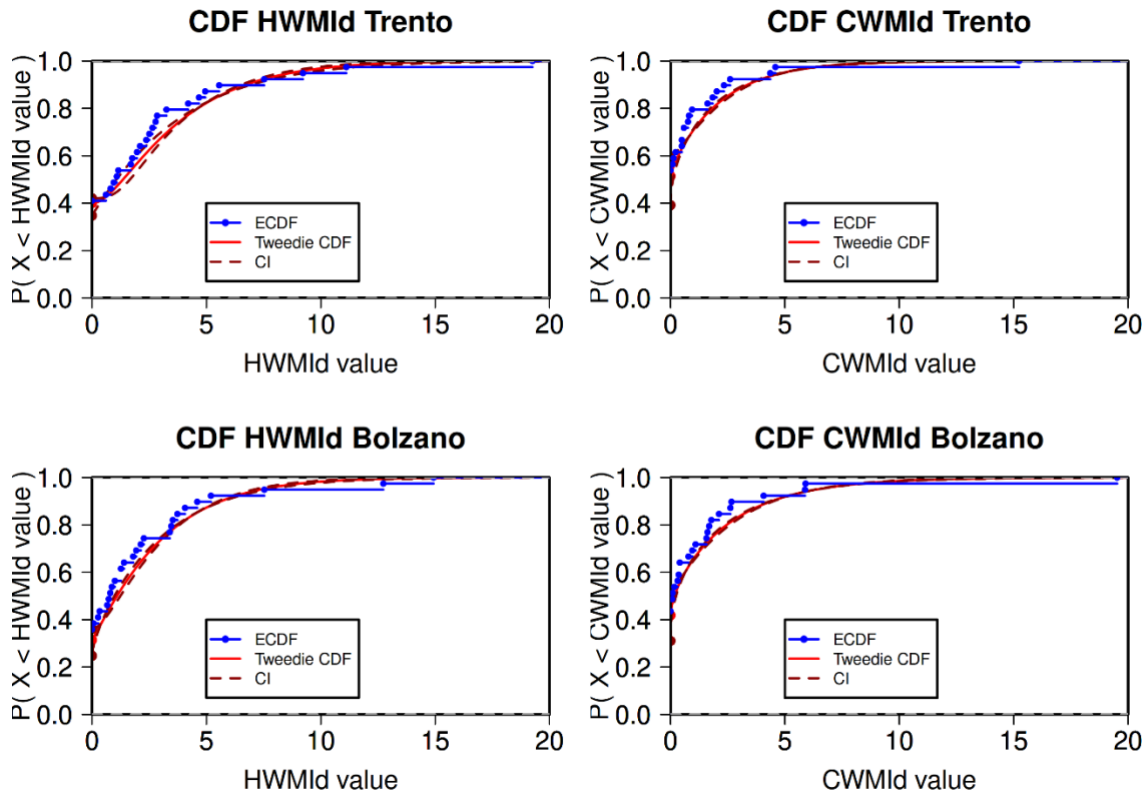 CDF HWMId Trento
P( X < HWMId value )
1.0
0.8
0.6
0.4
0.2
0.0
ECDF
Tweedie CDF
CI
0 5 10 15 20
HWMId value
CDF CWMId Trento
P( X < CWMId value )
1.0
0.8
0.6
0.4
0.2
0.0
ECDF
Tweedie CDF
CI
0 5 10 15 20
CWMId value
CDF HWMId Bolzano
P( X < HWMId value )
1.0
0.8
0.6
0.4
0.2
0.0
ECDF
Tweedie CDF
CI
0 5 10 15 20
HWMId value
CDF CWMId Bolzano
P( X < CWMId value )
1.0
0.8
0.6
0.4
0.2
0.0
ECDF
Tweedie CDF
CI
0 5 10 15 20
CWMId value